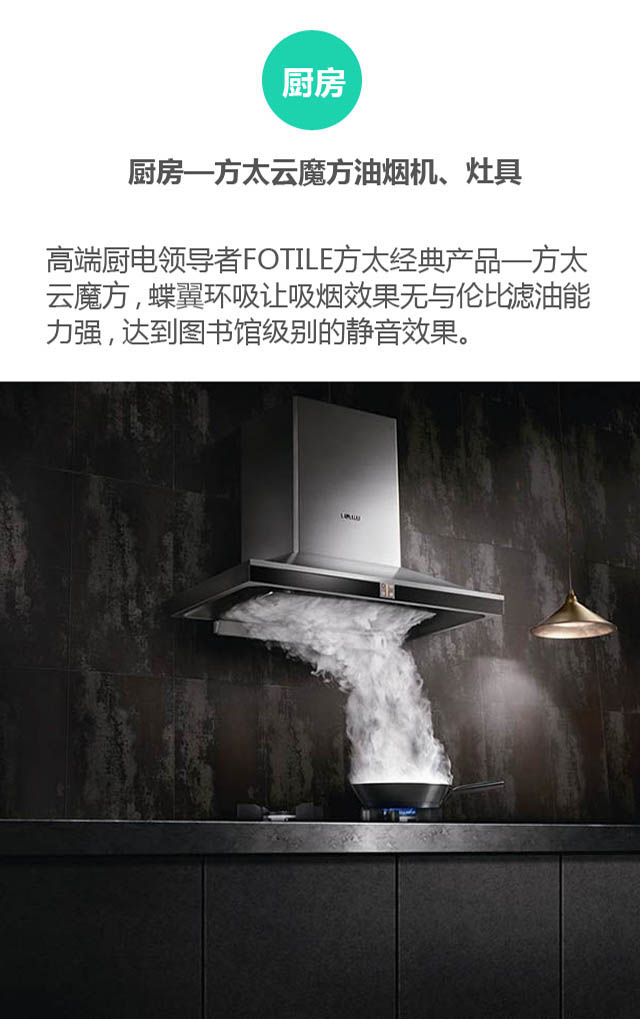 厨房
厨房—方太云魔方油烟机、灶具
高端厨电领导者FOTILE方太经典产品—方太
云魔方,蝶翼环吸让吸烟效果无与伦比滤油能
力强,达到图书馆级别的静音效果。